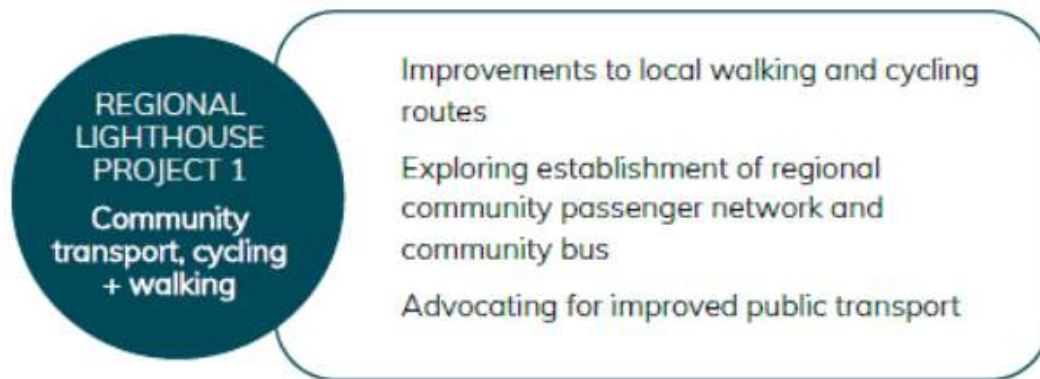 REGIONAL
LIGHTHOUSE
PROJECT 1
Community
transport, cycling
+ walking
Improvements to local walking and cycling
routes
Exploring establishment of regional
community passenger network and
community bus
Advocating for improved public transport